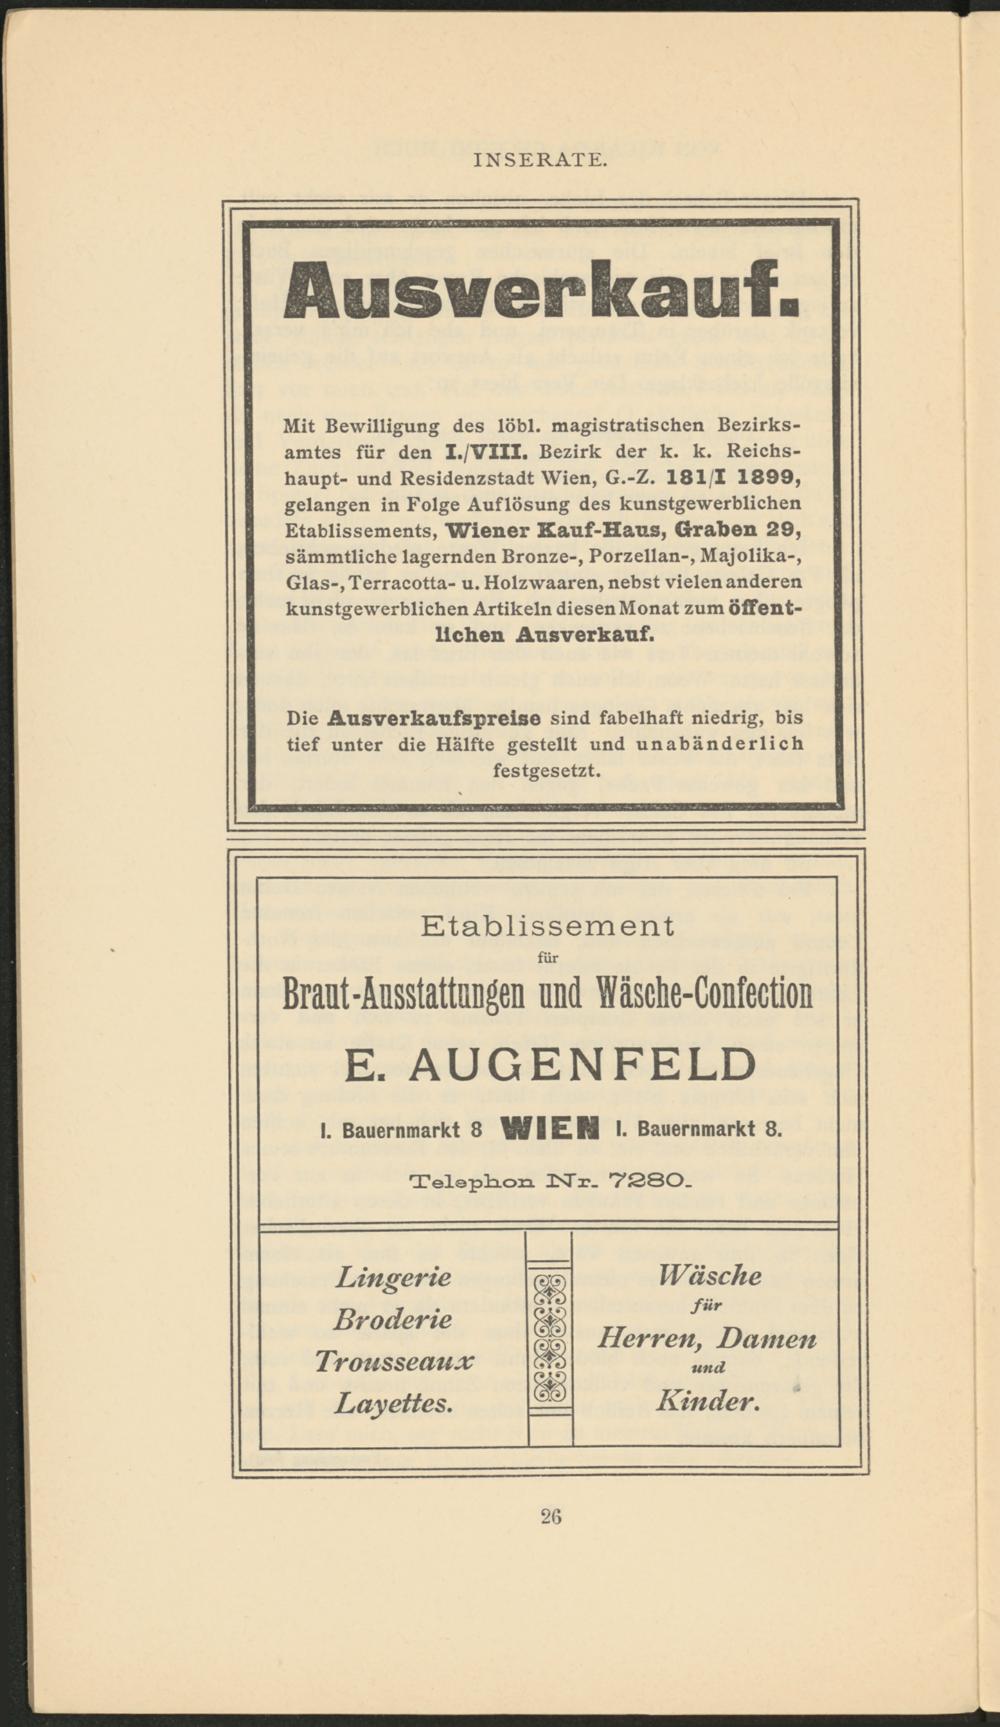 INSERATE.
Ausverkauf.
Mit Bewilligung des löbl. magistratischen Bezirks-
amtes für den I./VIII. Bezirk der k. k. Reichs-
haupt- und Residenzstadt Wien, G.-Z. 181/I 1899,
gelangen in Folge Auflösung des kunstgewerblichen
Etablissements, Wiener Kauf-Haus, Graben 29,
sämmtliche lagernden Bronze-, Porzellan-, Majolika-,
Glas-, Terracotta- u. Holzwaaren, nebst vielen anderen
kunstgewerblichen Artikeln diesen Monat zum öffent-
lichen Ausverkauf.
Die Ausverkaufspreise sind fabelhaft niedrig, bis
tief unter die Hälfte gestellt und unabänderlich
festgesetzt.
Etablissement
für
Braut-Ausstattungen und Wäsche-Confection
E. AUGENFELD
I. Bauernmarkt 8 WIEN I. Bauernmarkt 8.
Telephon Nr. 7280.
Lingerie
Broderie
Trousseaux
Layettes.
Wäsche
für
Herren, Damen
und
Kinder.
26